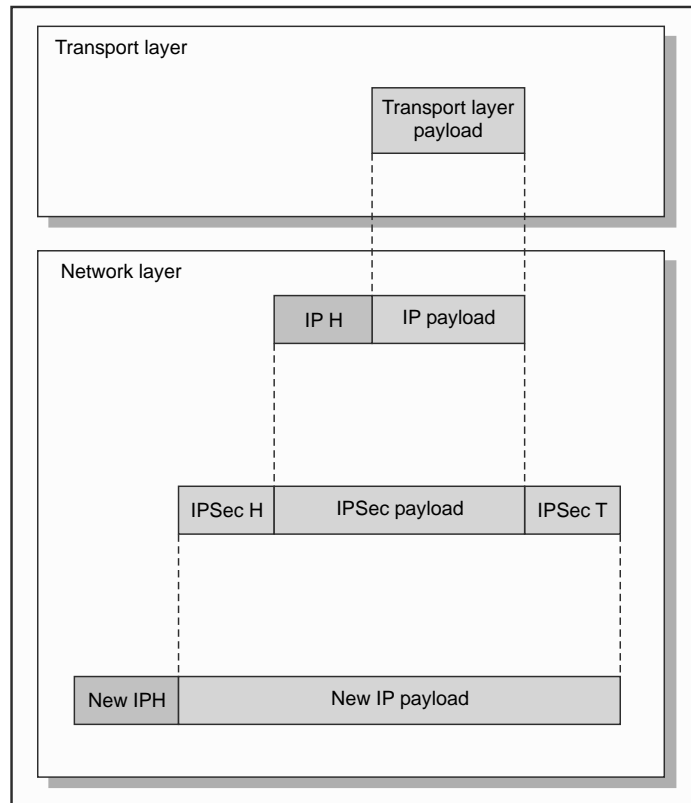 Transport layer
Transport layer
payload
Network layer
IP H
IP payload
IPSec H
IPSec payload
IPSec T
New IPH
New IP payload